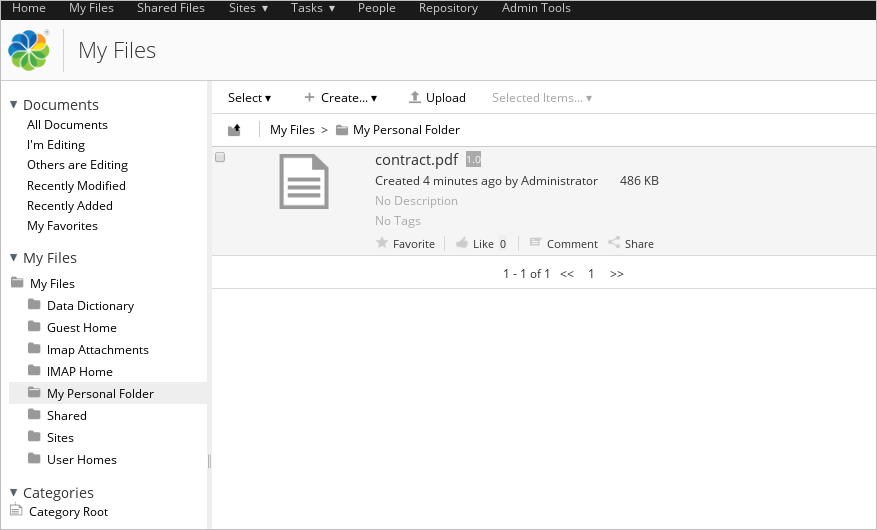 Home My Files Shared Files Sites ▾ Tasks ▾ People Repository Admin Tools
My Files
Documents
All Documents
I'm Editing
Others are Editing
Recently Modified
Recently Added
My Favorites
My Files
My Files
Data Dictionary
Guest Home
Imap Attachments
IMAP Home
My Personal Folder
Shared
Sites
User Homes
Categories
Category Root
Select ▾ + Create... ▾ Upload Selected Items... ▾
My Files > My Personal Folder
contract.pdf 1.0
Created 4 minutes ago by Administrator 486 KB
No Description
No Tags
Favorite Like 0 Comment Share
1 - 1 of 1 << 1 >>